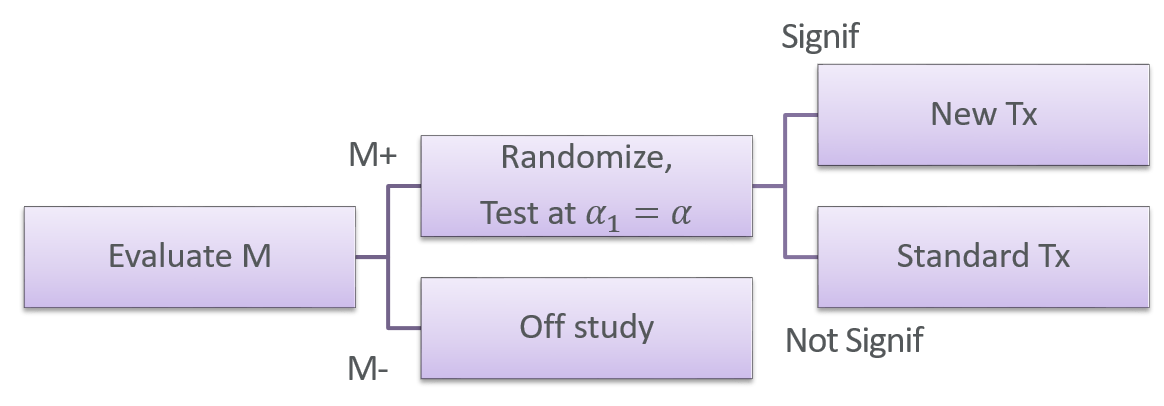 Evaluate M
M+
M-
Randomize,
Test at α₁ = α
Off study
Signif
New Tx
Standard Tx
Not Signif